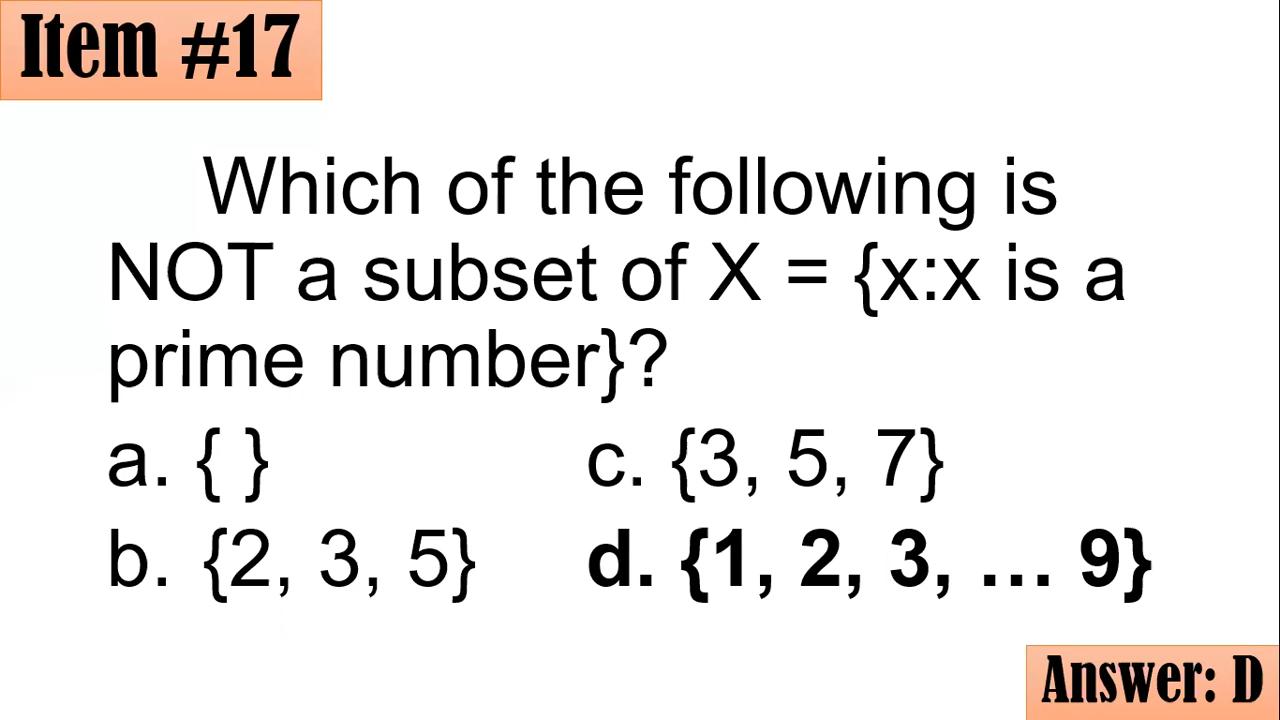 Item #17
Which of the following is
NOT a subset of X = {x:x is a
prime number}?
a. { }
c. {3, 5, 7}
b. {2, 3, 5}
d. {1, 2, 3, … 9}
Answer: D